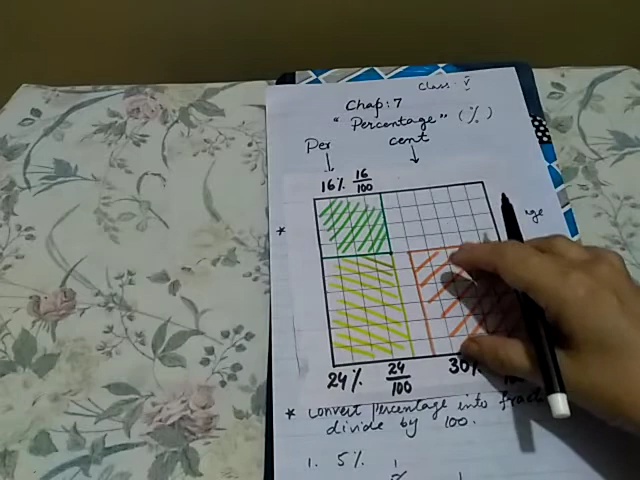 Class: V
Chap: 7
"Percentage" (%)
Per cent
16% 16/100
*
24% 24/100 30%
* convert percentage into
divide by 100.
1. 5%